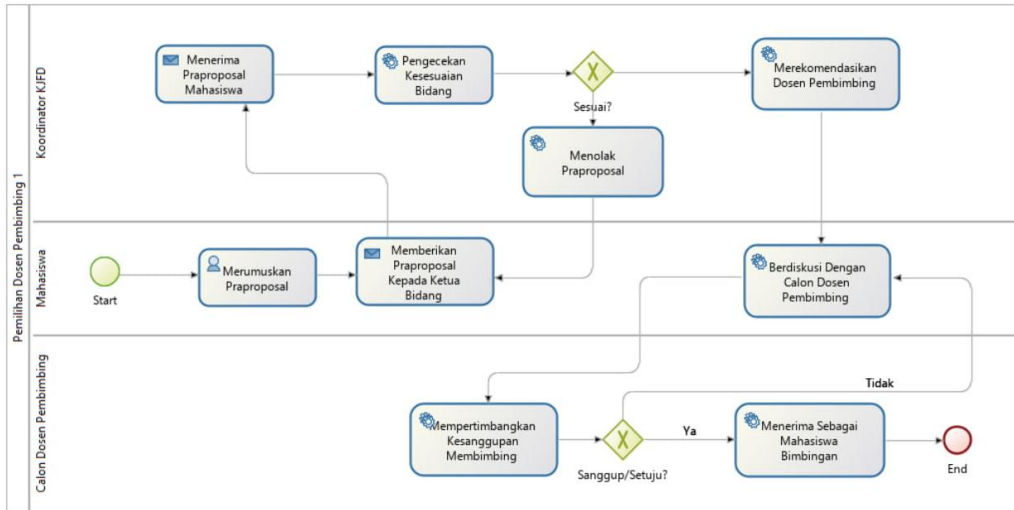 Pemilihan Dosen Pembimbing 1
Koordinator KJFD
Menerima
Praproposal
Mahasiswa
Pengecekan
Kesesuaian
Bidang
Sesuai?
Merekomendasikan
Dosen Pembimbing
Menolak
Praproposal
Mahasiswa
Start
Merumuskan
Praproposal
Memberikan
Praproposal
Kepada Ketua
Bidang
Berdiskusi Dengan
Calon Dosen
Pembimbing
Calon Dosen Pembimbing
Mempertimbangkan
Kesanggupan
Membimbing
Sanggup/Setuju?
Tidak
Ya
Menerima Sebagai
Mahasiswa
Bimbingan
End